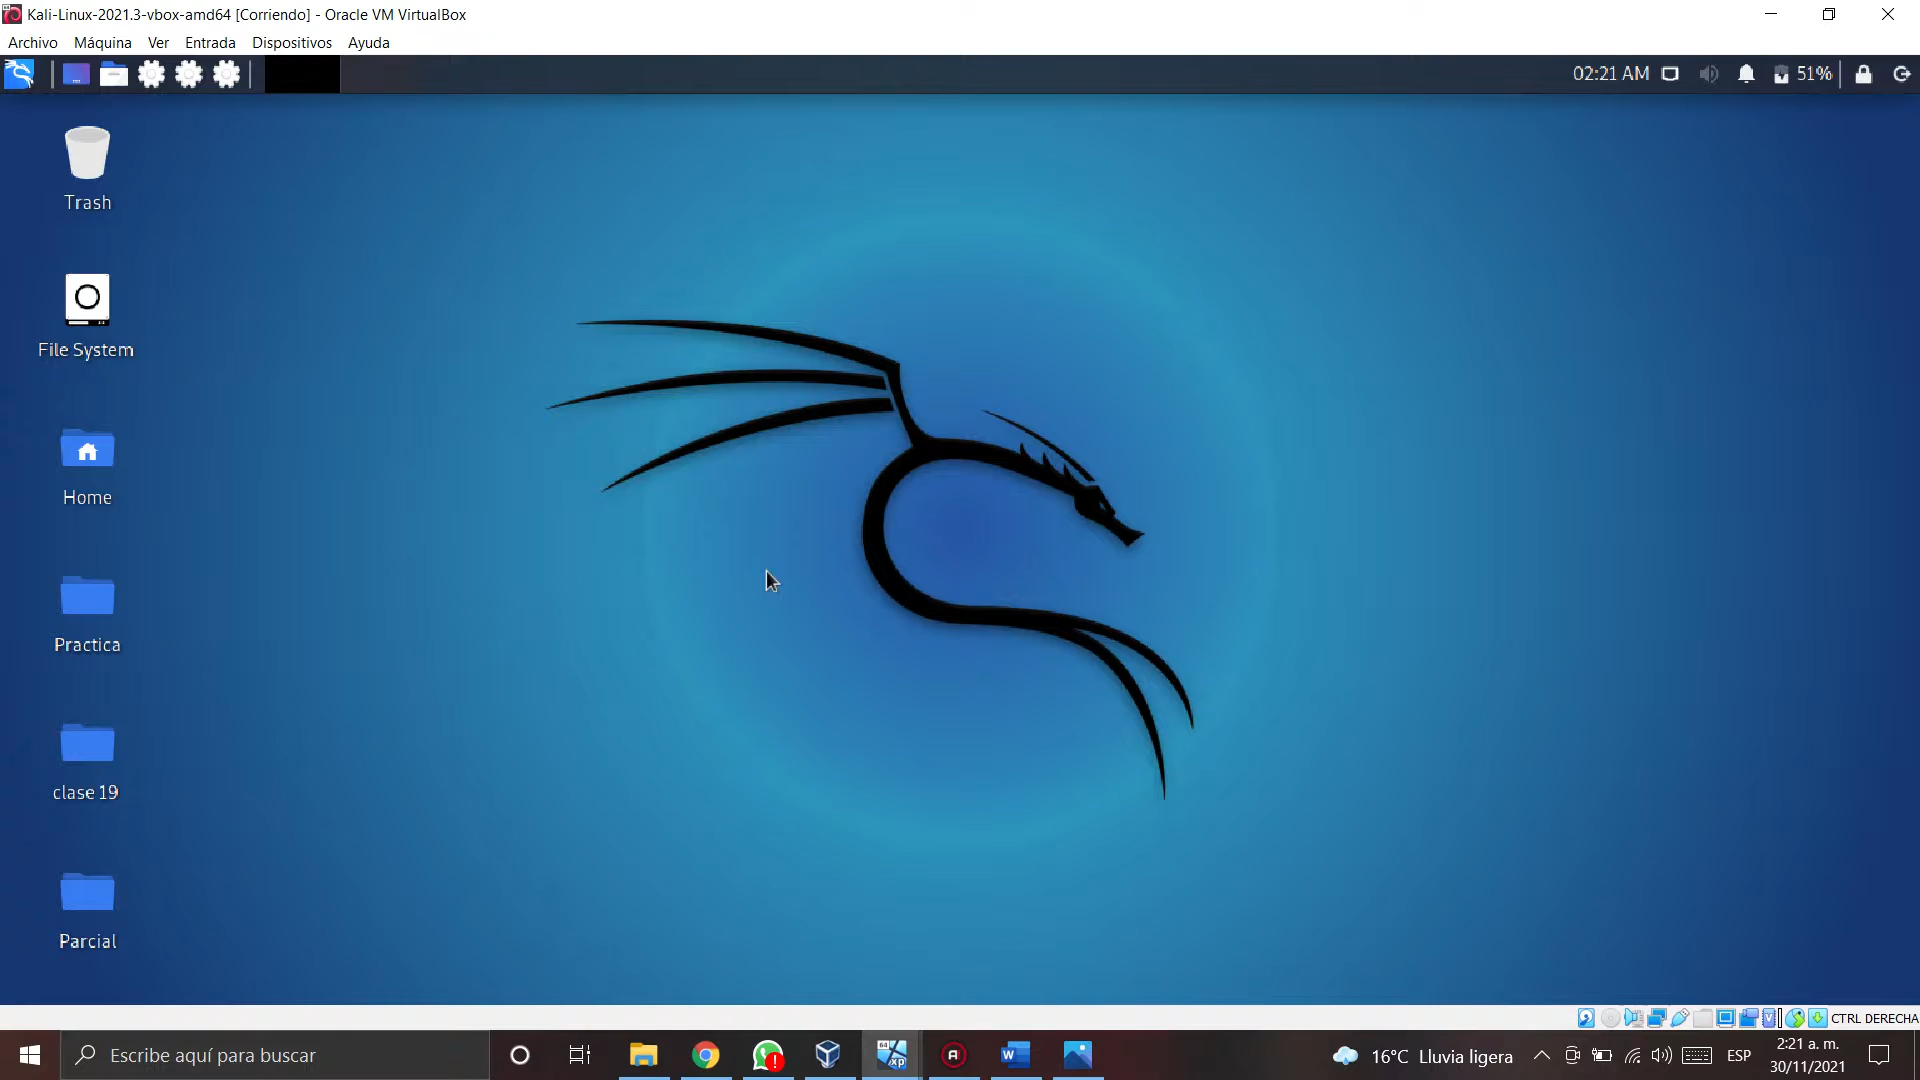 Kali-Linux-2021.3-vbox-amd64 [Corriendo] - Oracle VM VirtualBox
Archivo Máquina Ver Entrada Dispositivos Ayuda
02:21 AM 51%
Trash
File System
Home
Practica
clase 19
Parcial
CTRL DERECHA
Escribe aquí para buscar
16°C Lluvia ligera
ESP
2:21 a. m.
30/11/2021